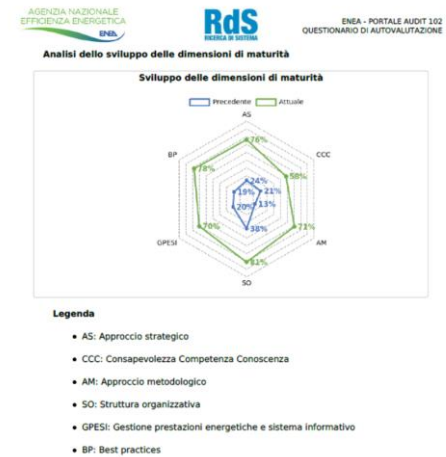 AGENZIA NAZIONALE
EFFICIENZA ENERGETICA
ENEA
RdS
RICERCA DI SISTEMA
ENEA - PORTALE AUDIT 102
QUESTIONARIO DI AUTOVALUTAZIONE
Analisi dello sviluppo delle dimensioni di maturità
Sviluppo delle dimensioni di maturità
Precedente Attuale
AS
76%
BP
CCC
78%
58%
24%
19% 21%
20% 13%
38%
70%
71%
GPESI
AM
81%
SO
Legenda
• AS: Approccio strategico
• CCC: Consapevolezza Competenza Conoscenza
• AM: Approccio metodologico
• SO: Struttura organizzativa
• GPESI: Gestione prestazioni energetiche e sistema informativo
• BP: Best practices